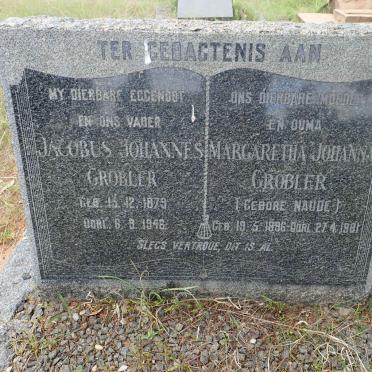 TER GEDAGTENIS AAN
MY DIERBARE EGGENOOT
EN ONS VADER
JACOBUS JOHANNES
GROBLER
GEB. 15. 12. 1879
OORL. 6. 9. 1946.
ONS DIERBARE MOEDER
EN OUMA
MARGARETHA JOHANNA
GROBLER
(GEBORE NAUDE)
GEB. 19. 5. 1896 OORL. 27. 4. 1981
SLEGS VERTROUE, DIT IS AL.